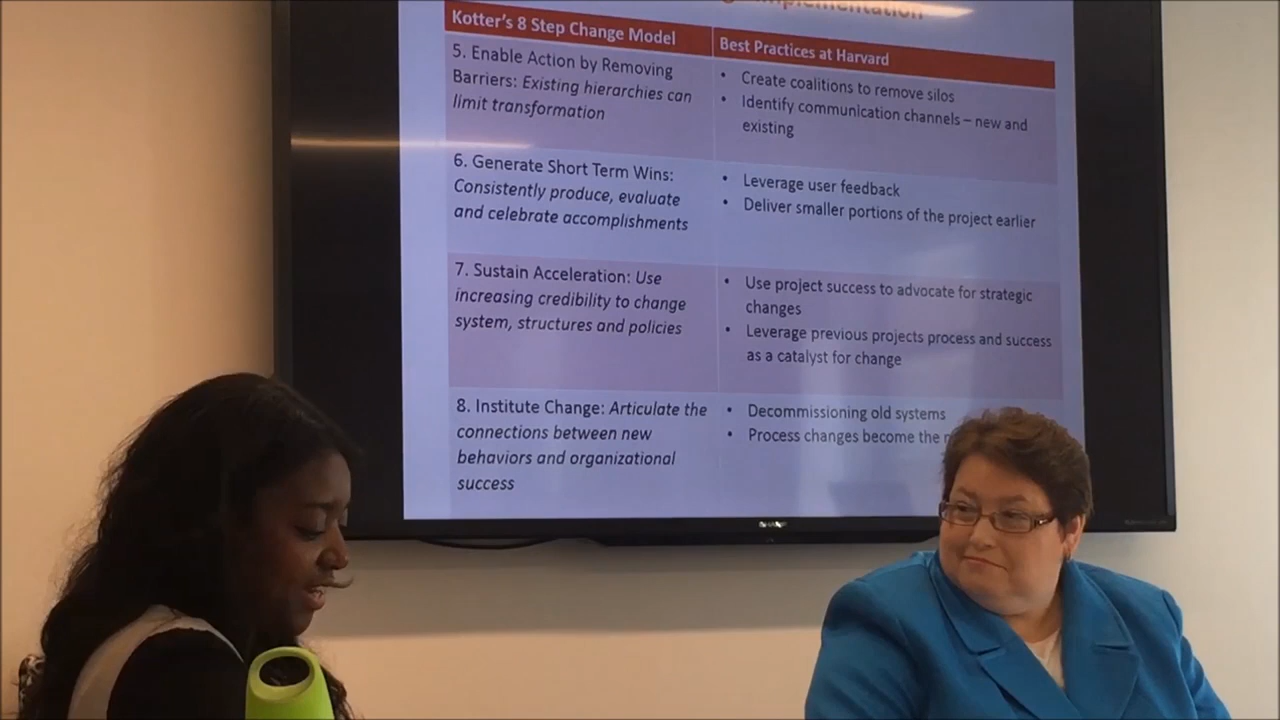 Implementation
Kotter's 8 Step Change Model
Best Practices at Harvard
5. Enable Action by Removing
Barriers: Existing hierarchies can
limit transformation
• Create coalitions to remove silos
• Identify communication channels – new and
existing
6. Generate Short Term Wins:
Consistently produce, evaluate
and celebrate accomplishments
• Leverage user feedback
• Deliver smaller portions of the project earlier
7. Sustain Acceleration: Use
increasing credibility to change
system, structures and policies
• Use project success to advocate for strategic
changes
• Leverage previous projects process and success
as a catalyst for change
8. Institute Change: Articulate the
connections between new
behaviors and organizational
success
• Decommissioning old systems
• Process changes become the
SHARP